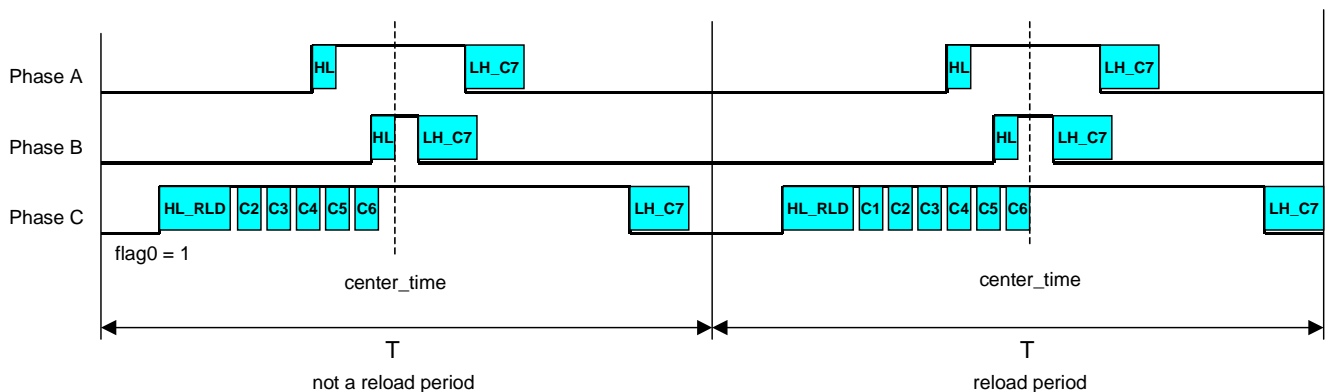 Phase A
HL LH_C7 HL LH_C7
Phase B
HL LH_C7 HL LH_C7
Phase C
HL_RLD C2 C3 C4 C5 C6 LH_C7 HL_RLD C1 C2 C3 C4 C5 C6 LH_C7
flag0 = 1
center_time center_time
T T
not a reload period reload period